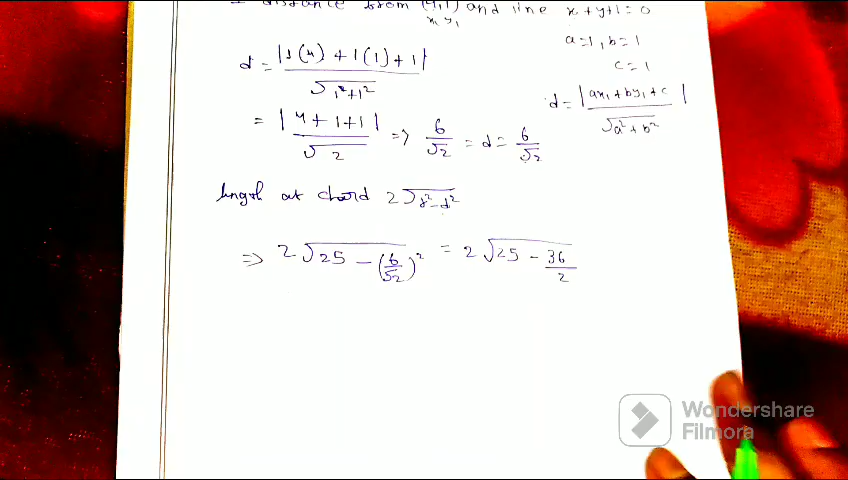 distance from (4,1) and line x+y+1=0
x₁ y₁
a=1, b=1
c=1
d = |1(4) + 1(1) + 1| / √1²+1²
d = |ax₁ + by₁ + c| / √a²+b²
= |4+1+1| / √2 => 6/√2 = d = 6/√2
length at chord 2√r²-d²
=> 2√25 - (6/√2)² = 2√25 - 36/2
Wondershare
Filmora